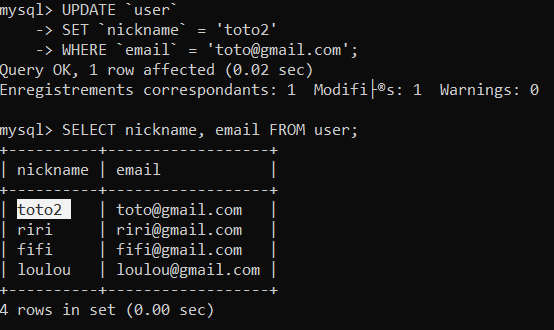 mysql> UPDATE `user`
    -> SET `nickname` = 'toto2'
    -> WHERE `email` = 'toto@gmail.com';
Query OK, 1 row affected (0.02 sec)
Enregistrements correspondants: 1  Modifi├®s: 1  Warnings: 0

mysql> SELECT nickname, email FROM user;
+----------+------------------+
| nickname | email            |
+----------+------------------+
| toto2    | toto@gmail.com   |
| riri     | riri@gmail.com   |
| fifi     | fifi@gmail.com   |
| loulou   | loulou@gmail.com |
+----------+------------------+
4 rows in set (0.00 sec)